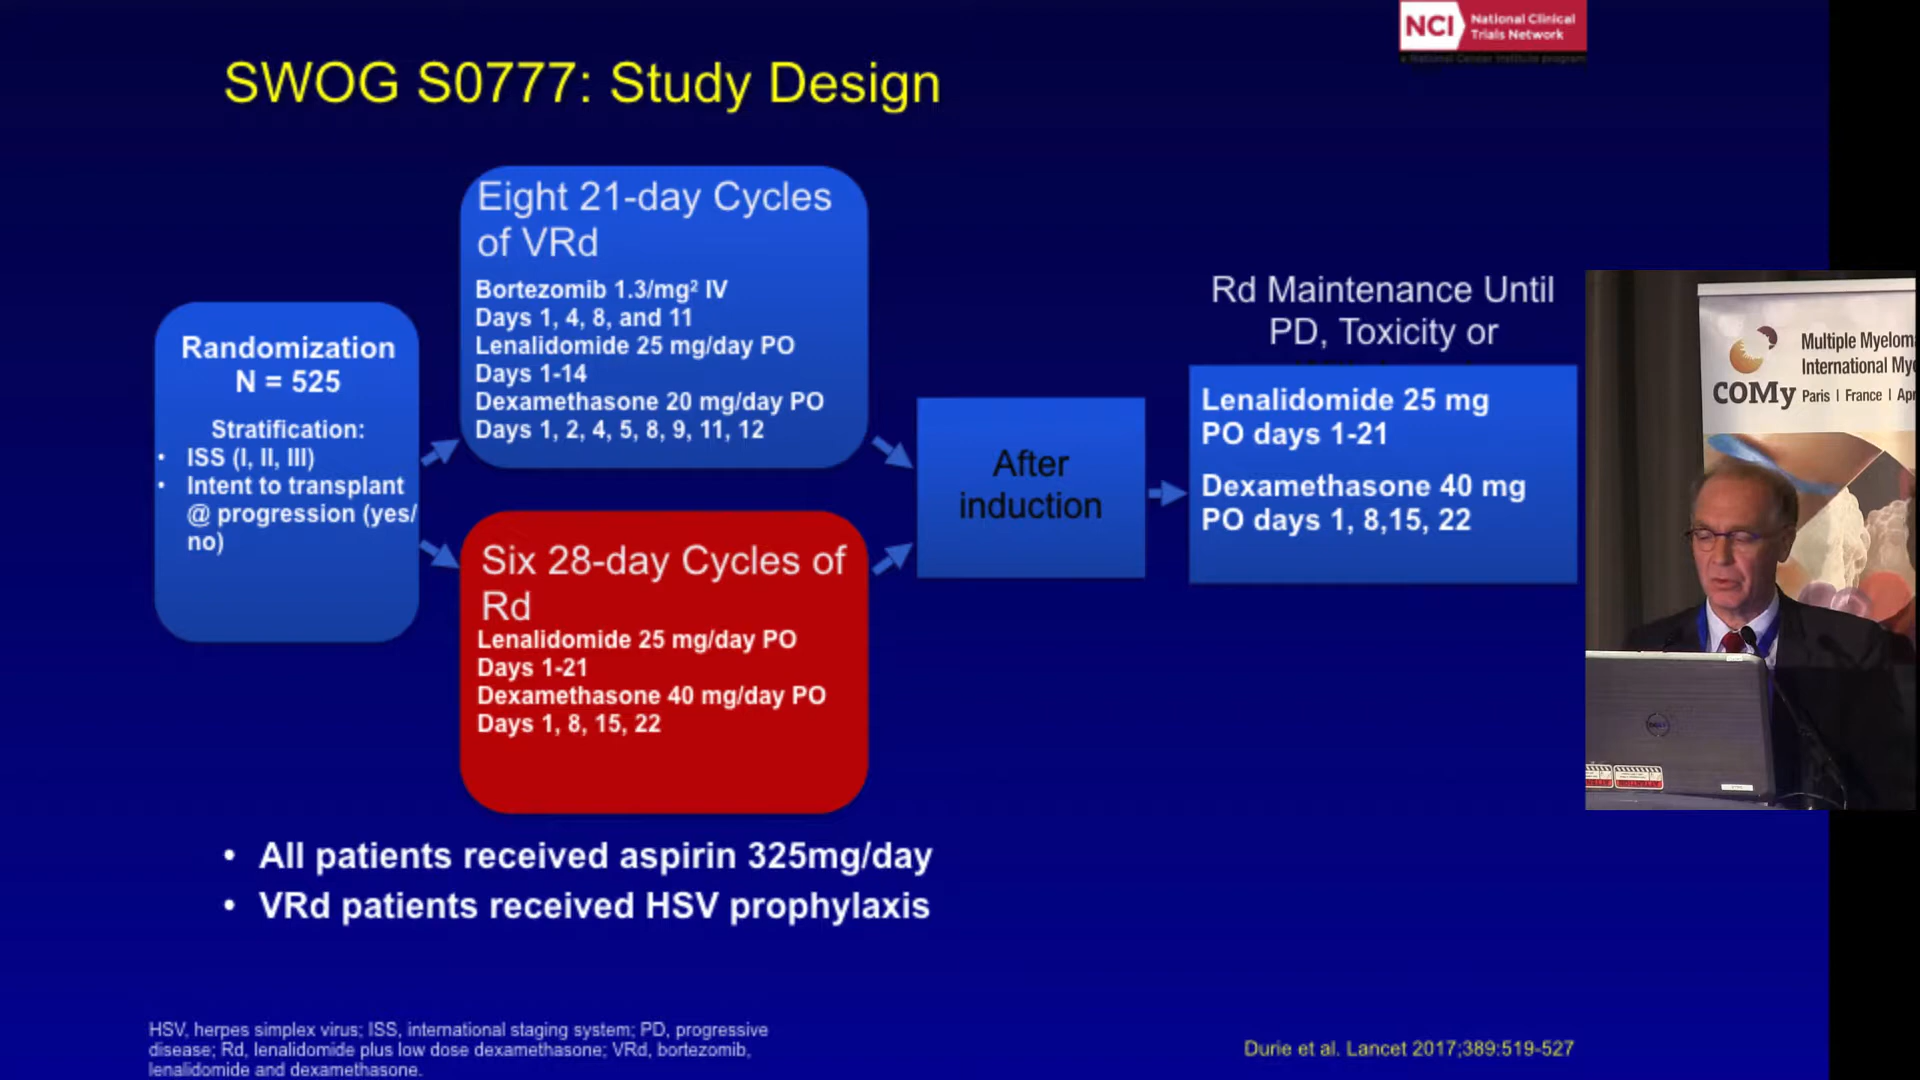 NCI National Clinical
Trials Network
a National Cancer Institute program
SWOG S0777: Study Design
Randomization
N = 525
Stratification:
• ISS (I, II, III)
• Intent to transplant
@ progression (yes/
no)
Eight 21-day Cycles
of VRd
Bortezomib 1.3/mg² IV
Days 1, 4, 8, and 11
Lenalidomide 25 mg/day PO
Days 1-14
Dexamethasone 20 mg/day PO
Days 1, 2, 4, 5, 8, 9, 11, 12
Six 28-day Cycles of
Rd
Lenalidomide 25 mg/day PO
Days 1-21
Dexamethasone 40 mg/day PO
Days 1, 8, 15, 22
After
induction
Rd Maintenance Until
PD, Toxicity or
Lenalidomide 25 mg
PO days 1-21
Dexamethasone 40 mg
PO days 1, 8,15, 22
Multiple Myelom
International Mye
COMy Paris | France | Apr
DELL
• All patients received aspirin 325mg/day
• VRd patients received HSV prophylaxis
HSV, herpes simplex virus; ISS, international staging system; PD, progressive
disease; Rd, lenalidomide plus low dose dexamethasone; VRd, bortezomib,
lenalidomide and dexamethasone.
Durie et al. Lancet 2017;389:519-527